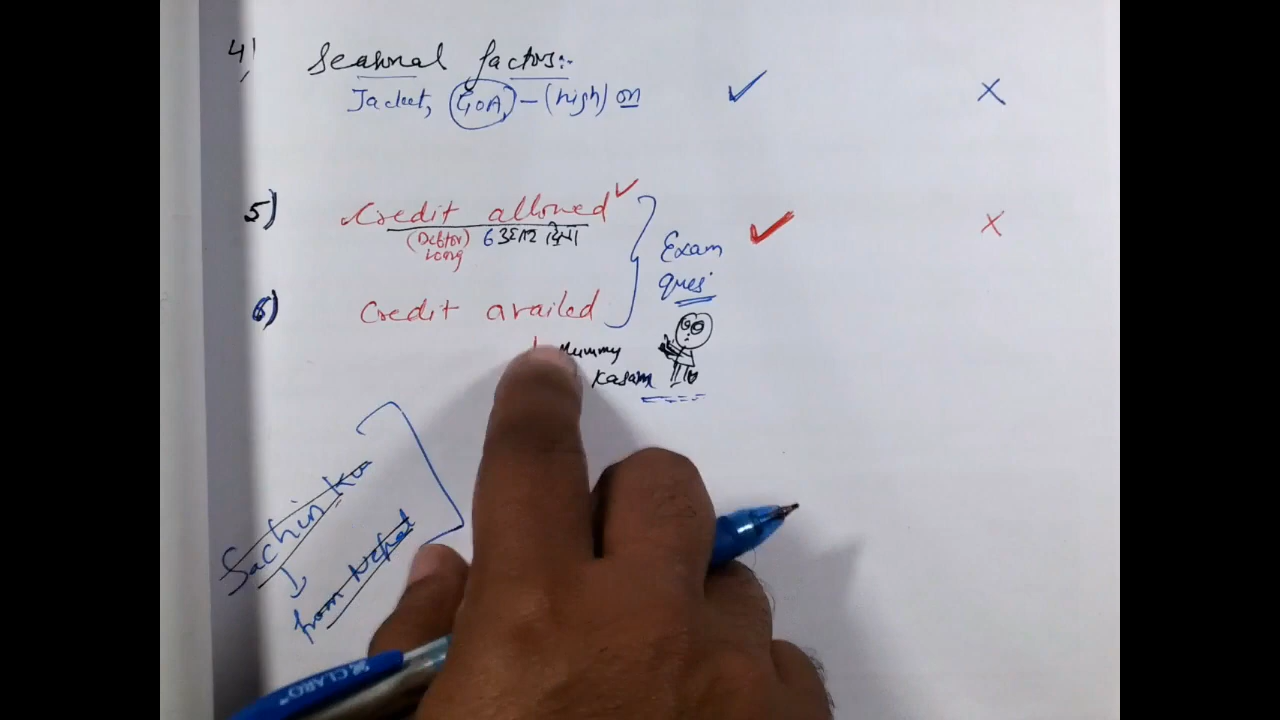 4)
Seasonal factors:-
Jacket, GOA, - (high) on
5) Credit allowed
(Debtor) उधार दिया
Long
Exam
ques
6) Credit availed
Mummy
Kasam
Sachin
from Nepal
CLARO